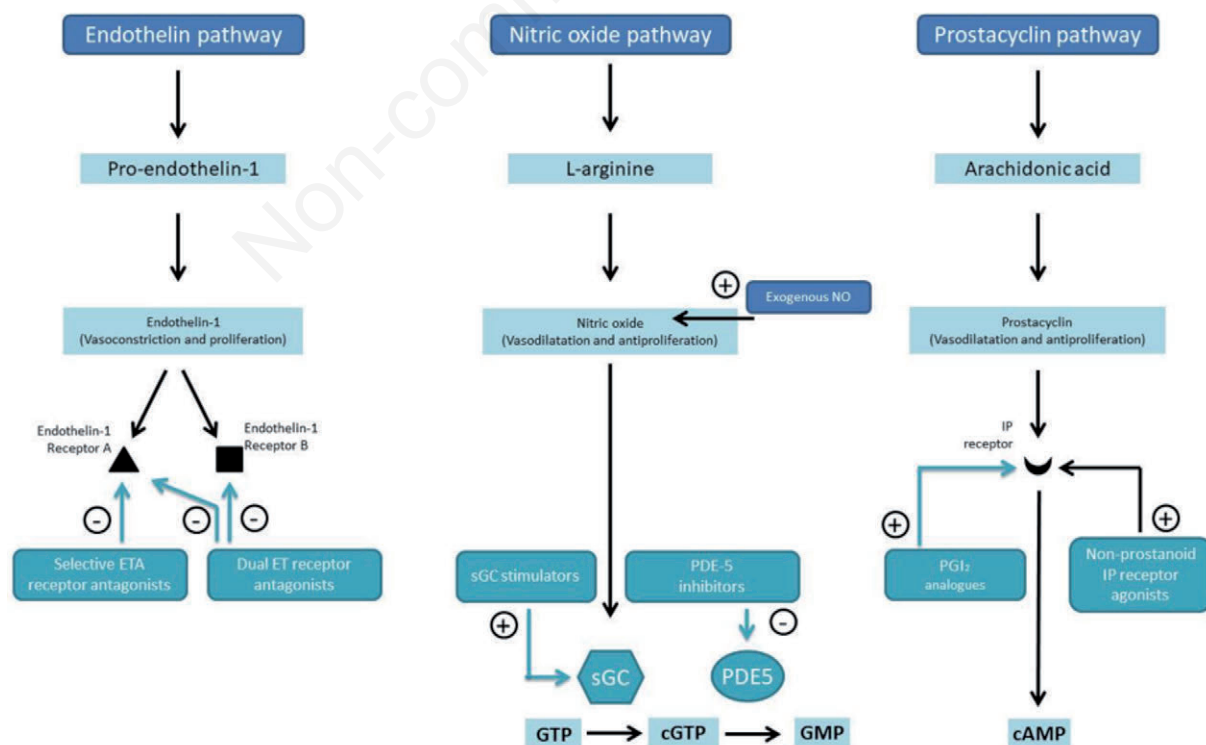 Endothelin pathway
Pro-endothelin-1
Endothelin-1
(Vasoconstriction and proliferation)
Endothelin-1
Receptor A
Endothelin-1
Receptor B
-
-
-
Selective ETA
receptor antagonists
Dual ET receptor
antagonists
Nitric oxide pathway
L-arginine
+
Exogenous NO
Nitric oxide
(Vasodilatation and antiproliferation)
sGC stimulators
PDE-5
inhibitors
+
-
sGC
PDE5
GTP
cGTP
GMP
Prostacyclin pathway
Arachidonic acid
Prostacyclin
(Vasodilatation and antiproliferation)
IP
receptor
+
+
PGI₂
analogues
Non-prostanoid
IP receptor
agonists
cAMP
Non-com